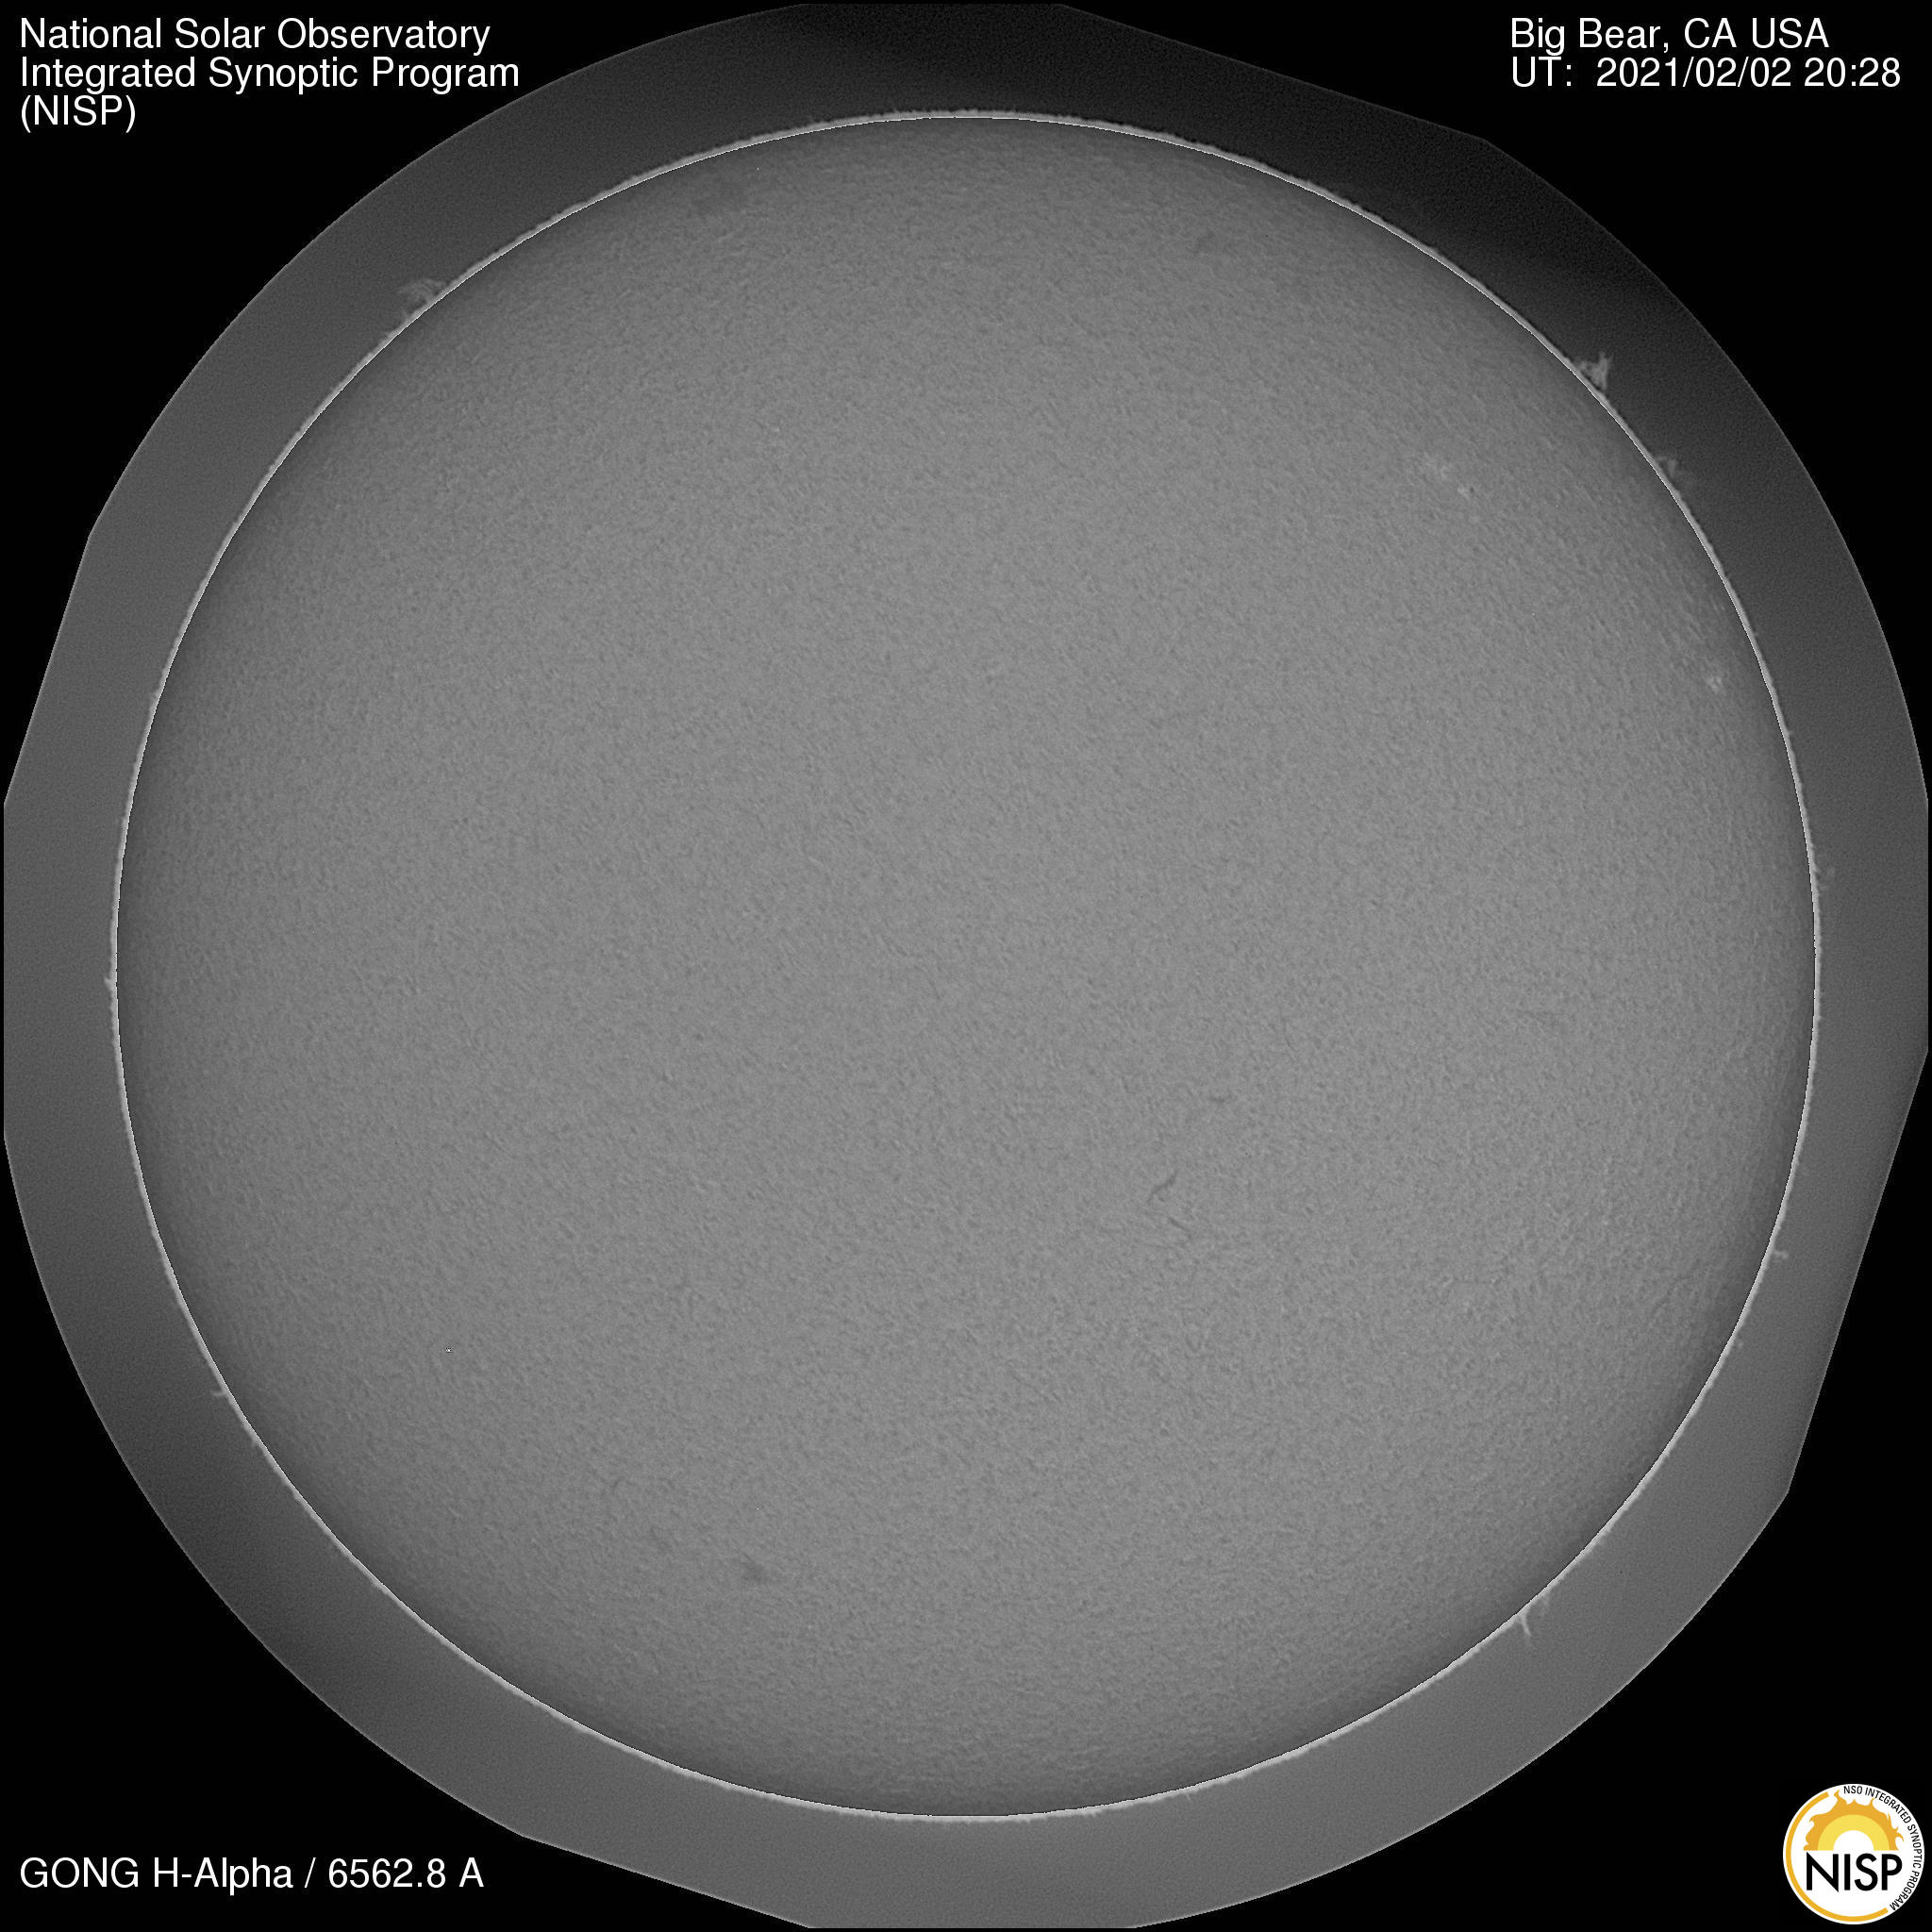 National Solar Observatory
Integrated Synoptic Program
(NISP)
Big Bear, CA USA
UT: 2021/02/02 20:28
GONG H-Alpha / 6562.8 A
NSO INTEGRATED SYNOPTIC PROGRAM
NISP